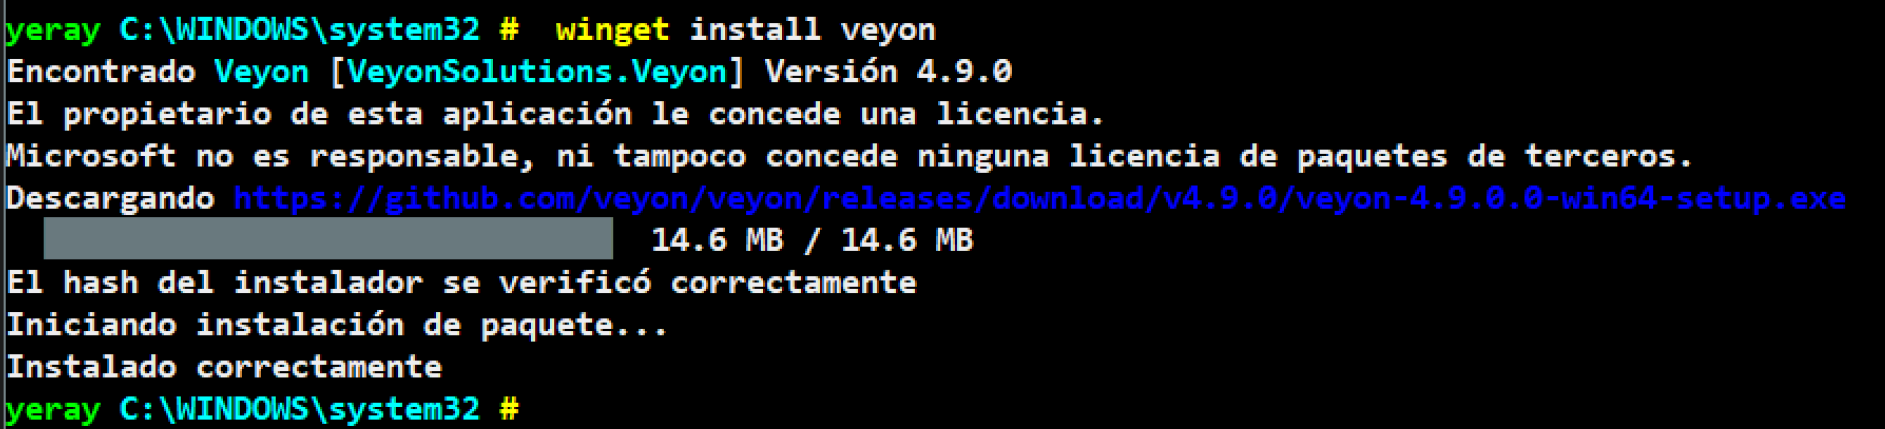 yeray C:\WINDOWS\system32 #  winget install veyon
Encontrado Veyon [VeyonSolutions.Veyon] Versión 4.9.0
El propietario de esta aplicación le concede una licencia.
Microsoft no es responsable, ni tampoco concede ninguna licencia de paquetes de terceros.
Descargando https://github.com/veyon/veyon/releases/download/v4.9.0/veyon-4.9.0.0-win64-setup.exe
14.6 MB / 14.6 MB
El hash del instalador se verificó correctamente
Iniciando instalación de paquete...
Instalado correctamente
yeray C:\WINDOWS\system32 #